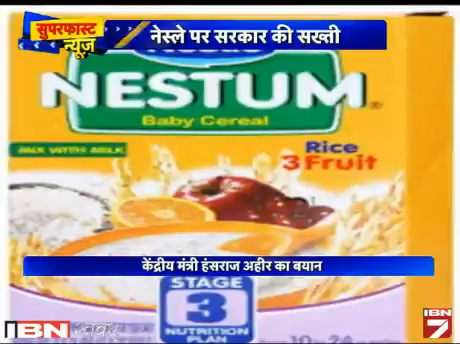 सुपरफास्ट
न्यूज़
नेस्ले पर सरकार की सख्ती
NESTUM
Baby Cereal
MIX WITH MILK
Rice
3 Fruit
केंद्रीय मंत्री हंसराज अहीर का बयान
STAGE
3
NUTRITION
PLAN
IBN खबर
IBN
7